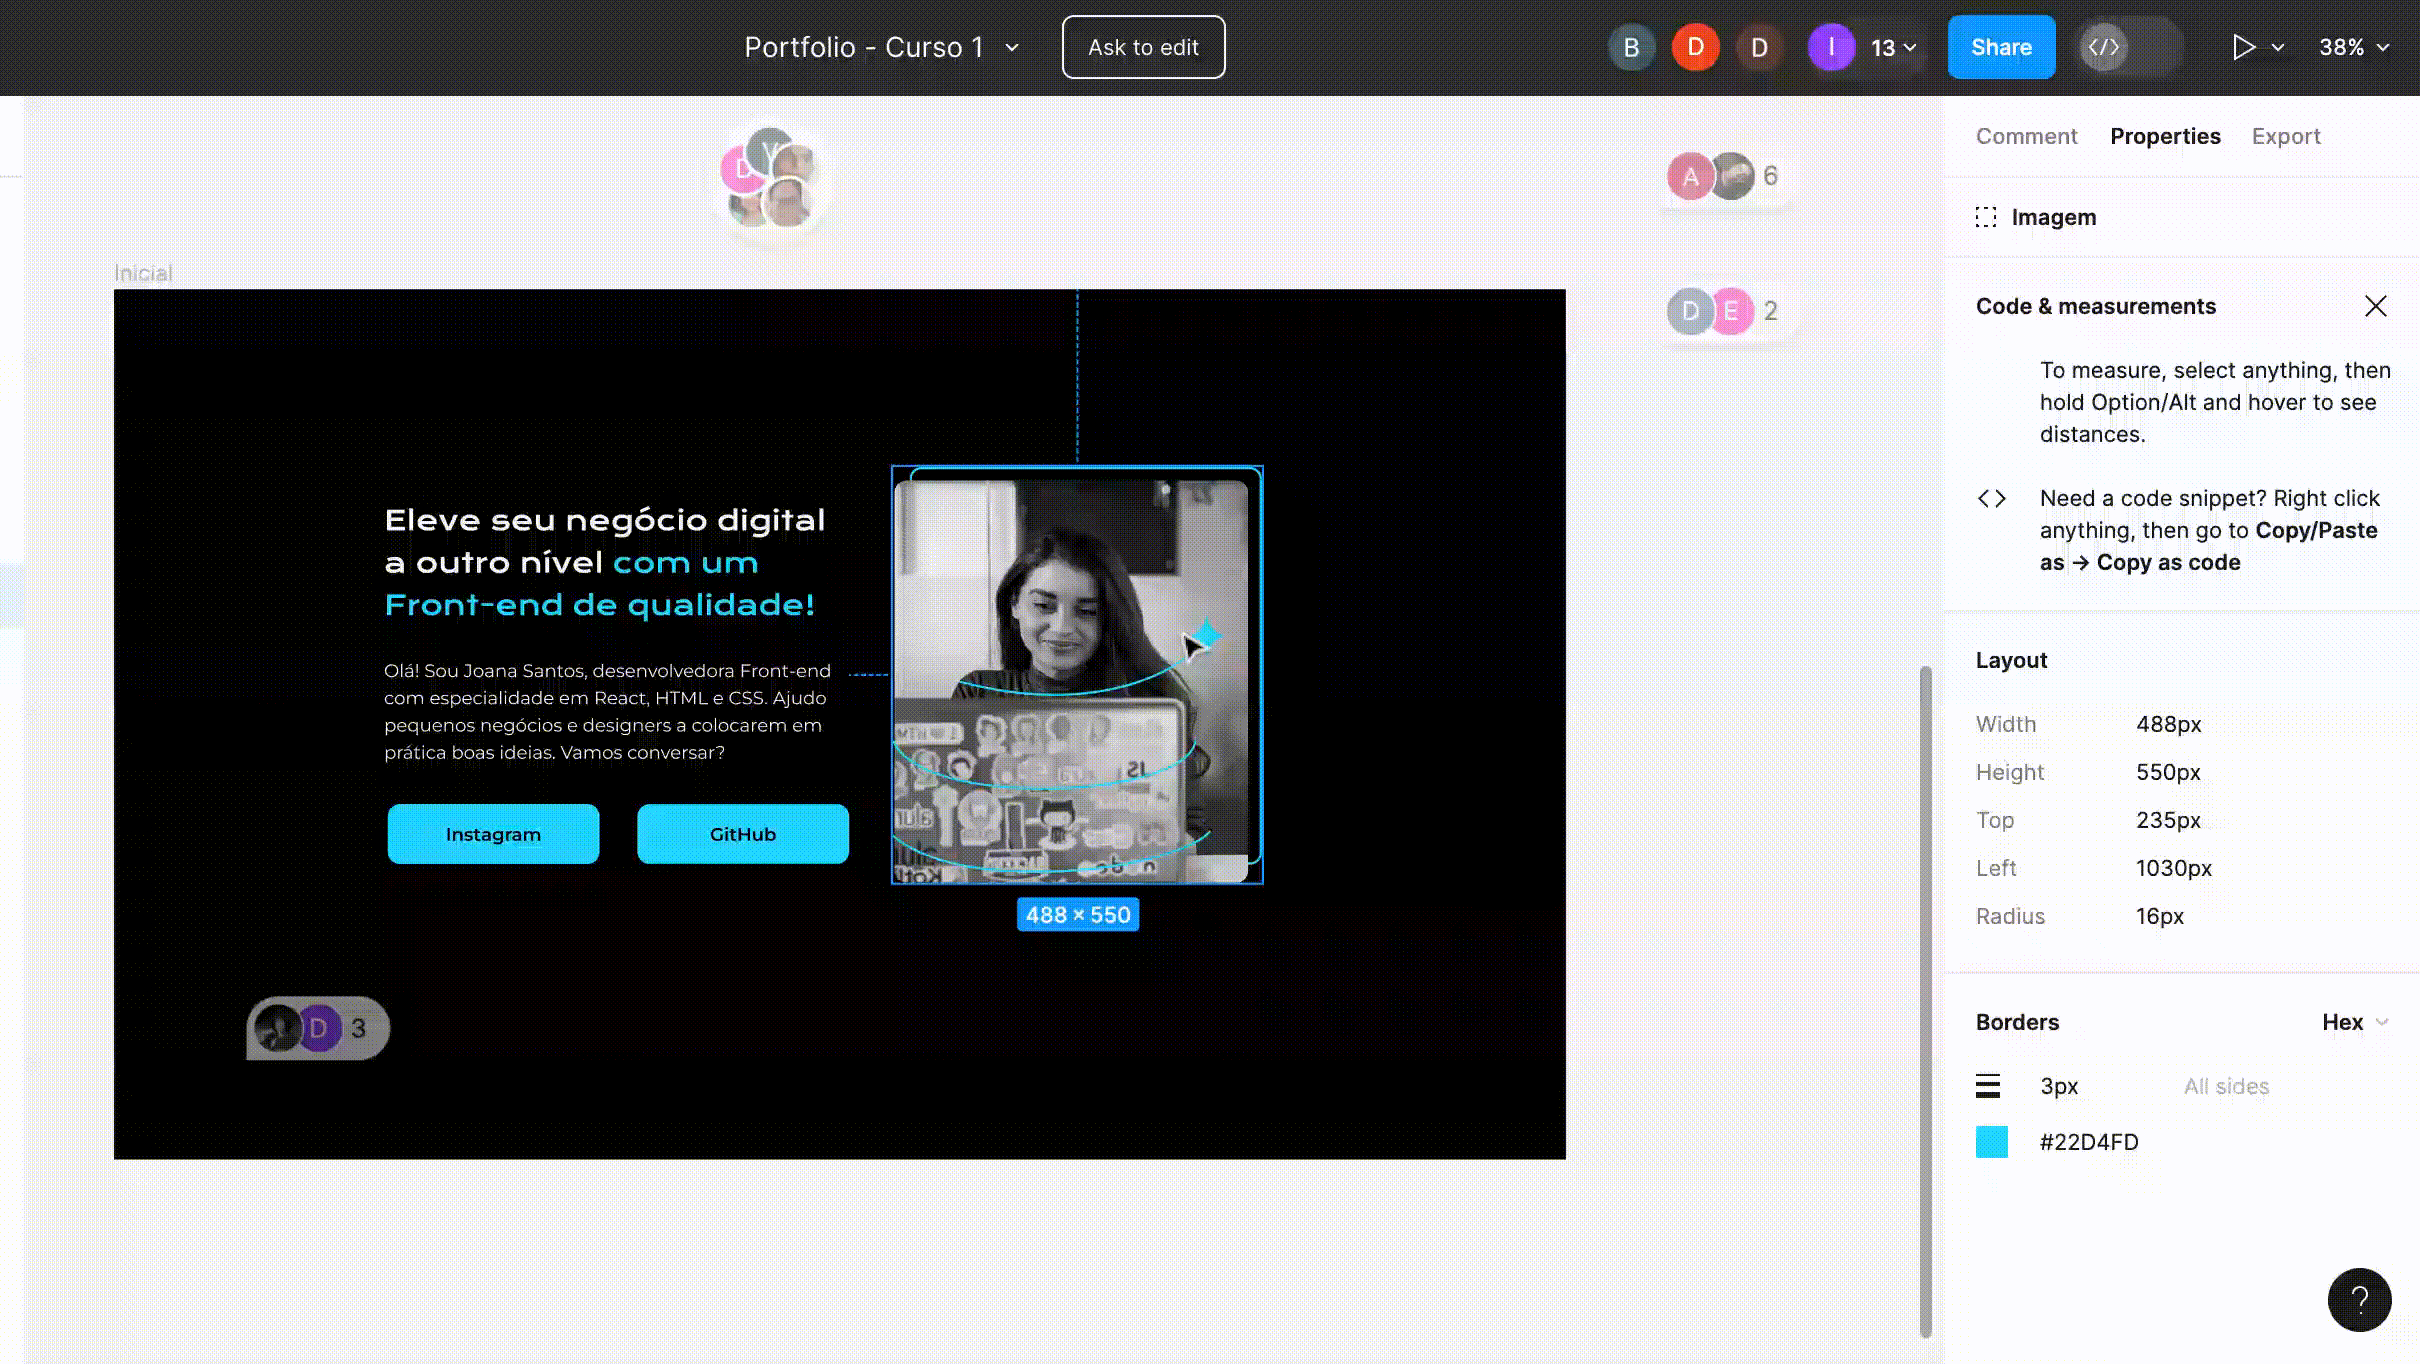 Portfolio - Curso 1
Ask to edit
B
D
D
I
13
Share
</>
38%
D
V
A
6
D
E
2
Inicial
Eleve seu negócio digital
a outro nível com um
Front-end de qualidade!
Olá! Sou Joana Santos, desenvolvedora Front-end
com especialidade em React, HTML e CSS. Ajudo
pequenos negócios e designers a colocarem em
prática boas ideias. Vamos conversar?
Instagram
GitHub
488 × 550
D
3
Comment
Properties
Export
Imagem
Code & measurements
To measure, select anything, then
hold Option/Alt and hover to see
distances.
Need a code snippet? Right click
anything, then go to Copy/Paste
as → Copy as code
Layout
Width 488px
Height 550px
Top 235px
Left 1030px
Radius 16px
Borders
Hex
3px
All sides
#22D4FD
?